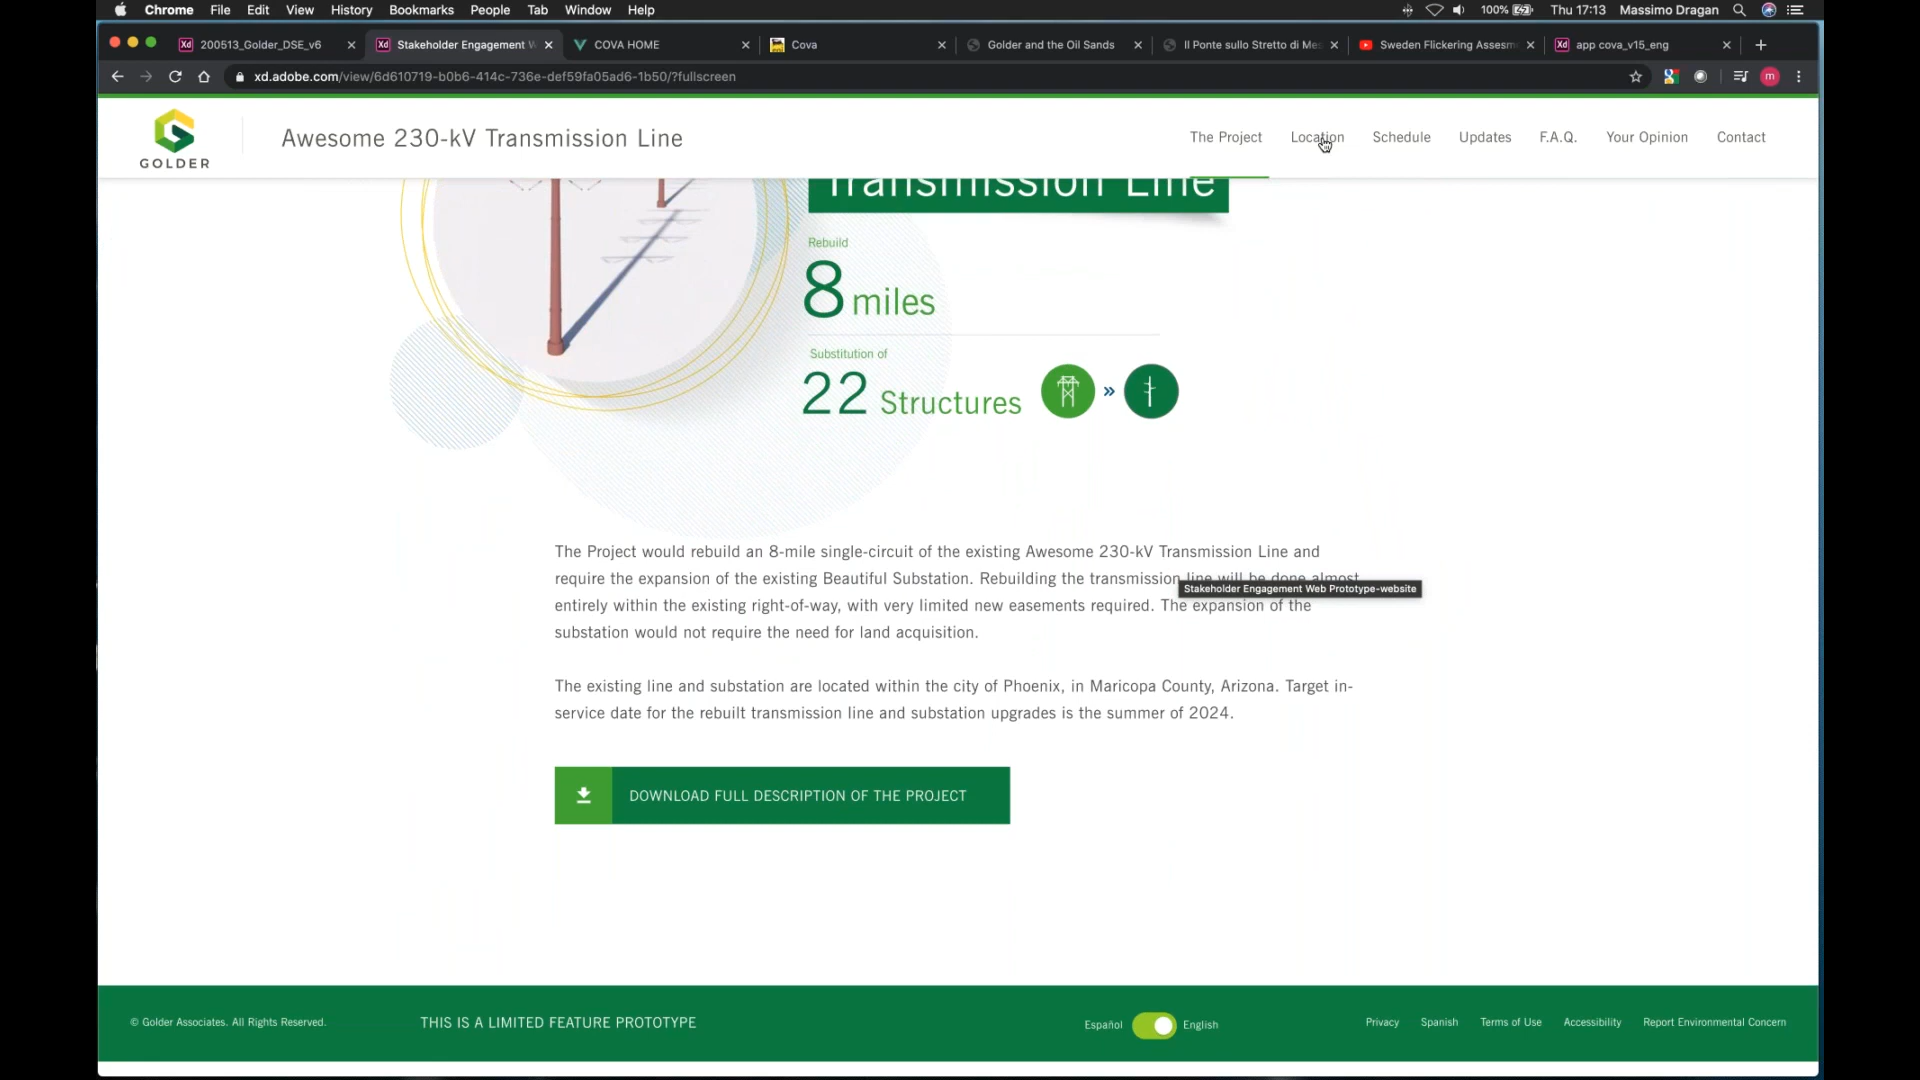 Chrome File Edit View History Bookmarks People Tab Window Help 100% Thu 17:13 Massimo Dragan
200513_Golder_DSE_v6 Stakeholder Engagement W COVA HOME Cova Golder and the Oil Sands Il Ponte sullo Stretto di Mes Sweden Flickering Assesme app cova_v15_eng
xd.adobe.com/view/6d610719-b0b6-414c-736e-def59fa05ad6-1b50/?fullscreen m
GOLDER
Awesome 230-kV Transmission Line
The Project Location Schedule Updates F.A.Q. Your Opinion Contact
Transmission Line
Rebuild
8 miles
Substitution of
22 Structures »
The Project would rebuild an 8-mile single-circuit of the existing Awesome 230-kV Transmission Line and
require the expansion of the existing Beautiful Substation. Rebuilding the transmission line will be done almost
Stakeholder Engagement Web Prototype-website
entirely within the existing right-of-way, with very limited new easements required. The expansion of the
substation would not require the need for land acquisition.
The existing line and substation are located within the city of Phoenix, in Maricopa County, Arizona. Target in-
service date for the rebuilt transmission line and substation upgrades is the summer of 2024.
DOWNLOAD FULL DESCRIPTION OF THE PROJECT
© Golder Associates. All Rights Reserved. THIS IS A LIMITED FEATURE PROTOTYPE Español English Privacy Spanish Terms of Use Accessibility Report Environmental Concern